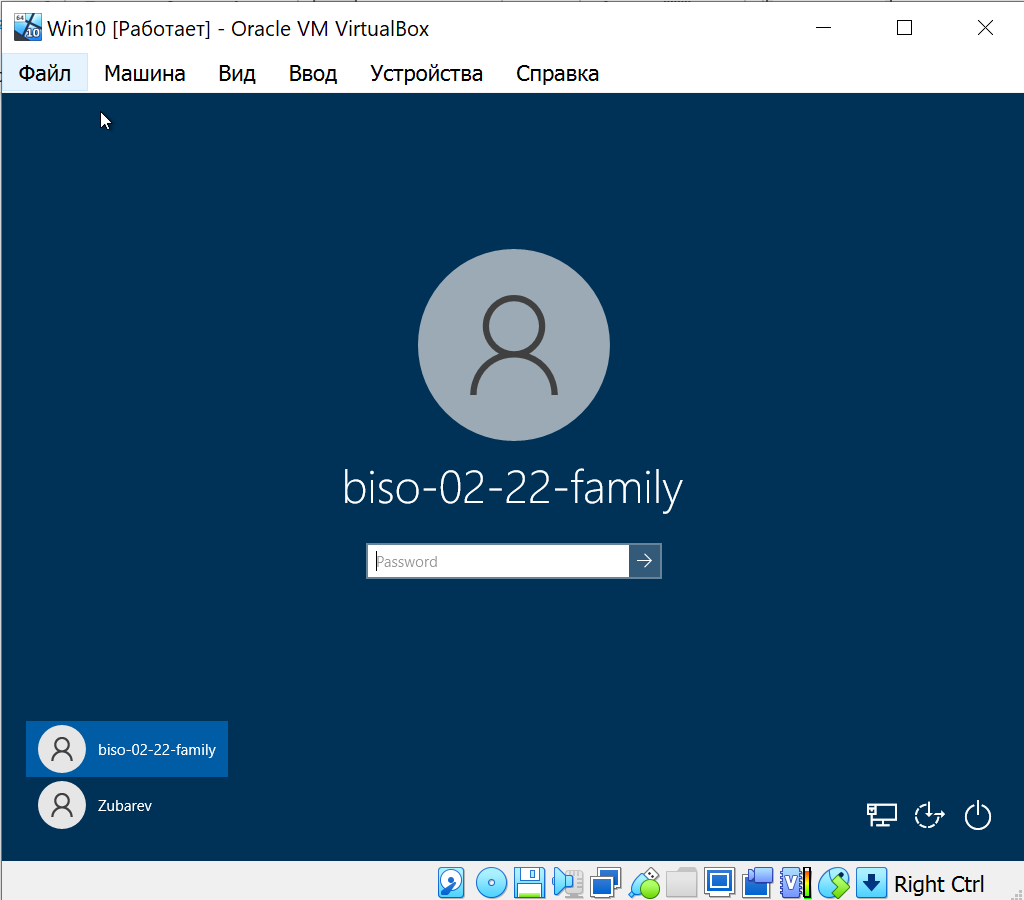 Win10 [Работает] - Oracle VM VirtualBox
Файл Машина Вид Ввод Устройства Справка
biso-02-22-family
Password
biso-02-22-family
Zubarev
Right Ctrl